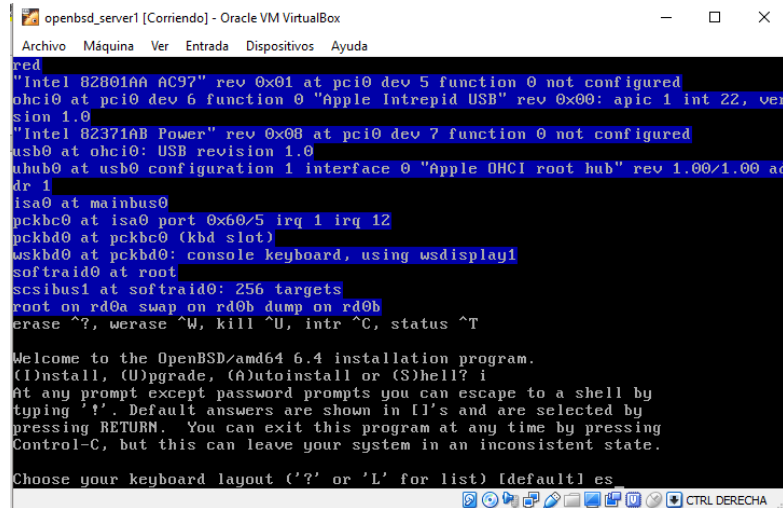 openbsd_server1 [Corriendo] - Oracle VM VirtualBox
Archivo Máquina Ver Entrada Dispositivos Ayuda
red
"Intel 82801AA AC97" rev 0x01 at pci0 dev 5 function 0 not configured
ohci0 at pci0 dev 6 function 0 "Apple Intrepid USB" rev 0x00: apic 1 int 22, ver
sion 1.0
"Intel 82371AB Power" rev 0x08 at pci0 dev 7 function 0 not configured
usb0 at ohci0: USB revision 1.0
uhub0 at usb0 configuration 1 interface 0 "Apple OHCI root hub" rev 1.00/1.00 ad
dr 1
isa0 at mainbus0
pckbc0 at isa0 port 0x60/5 irq 1 irq 12
pckbd0 at pckbc0 (kbd slot)
wskbd0 at pckbd0: console keyboard, using wsdisplay1
softraid0 at root
scsibus1 at softraid0: 256 targets
root on rd0a swap on rd0b dump on rd0b
erase ^?, werase ^W, kill ^U, intr ^C, status ^T
Welcome to the OpenBSD/amd64 6.4 installation program.
(I)nstall, (U)pgrade, (A)utoinstall or (S)hell? i
At any prompt except password prompts you can escape to a shell by
typing '!'. Default answers are shown in []'s and are selected by
pressing RETURN. You can exit this program at any time by pressing
Control-C, but this can leave your system in an inconsistent state.
Choose your keyboard layout ('?' or 'L' for list) [default] es_
CTRL DERECHA